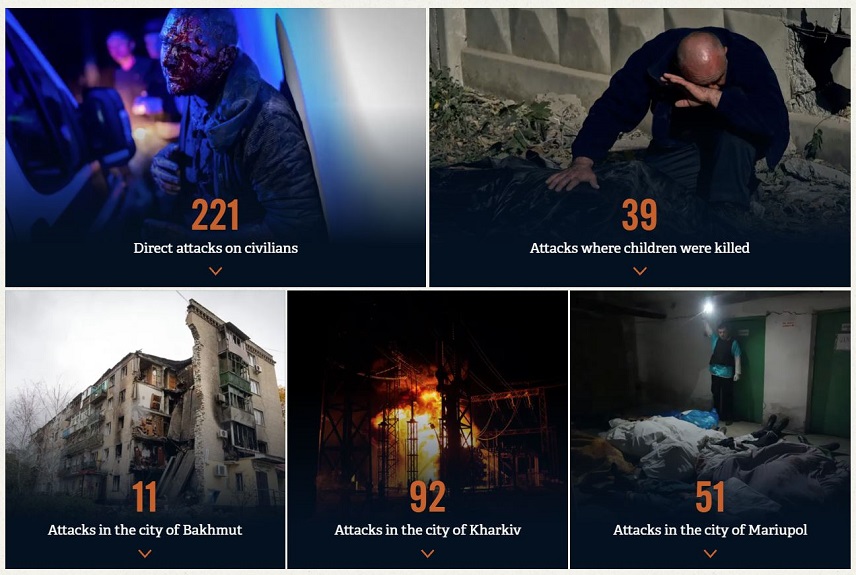 221
Direct attacks on civilians
39
Attacks where children were killed
11
Attacks in the city of Bakhmut
92
Attacks in the city of Kharkiv
51
Attacks in the city of Mariupol